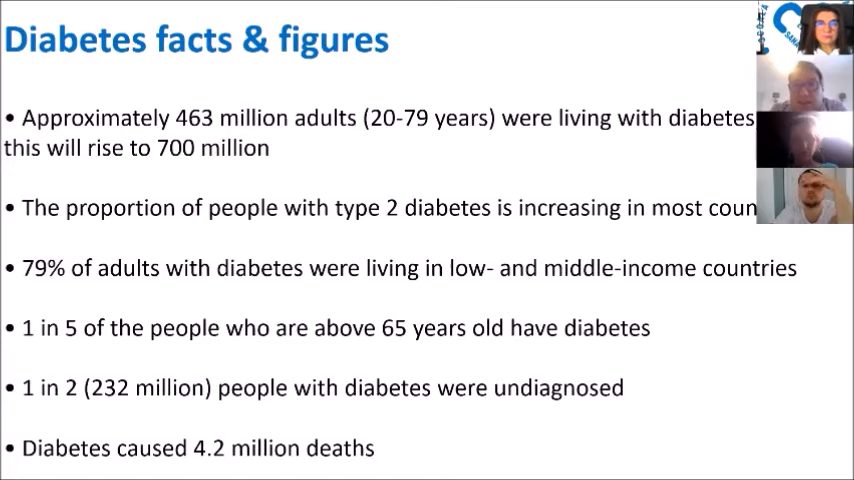 Diabetes facts & figures
• Approximately 463 million adults (20-79 years) were living with diabetes
this will rise to 700 million
• The proportion of people with type 2 diabetes is increasing in most
• 79% of adults with diabetes were living in low- and middle-income countries
• 1 in 5 of the people who are above 65 years old have diabetes
• 1 in 2 (232 million) people with diabetes were undiagnosed
• Diabetes caused 4.2 million deaths